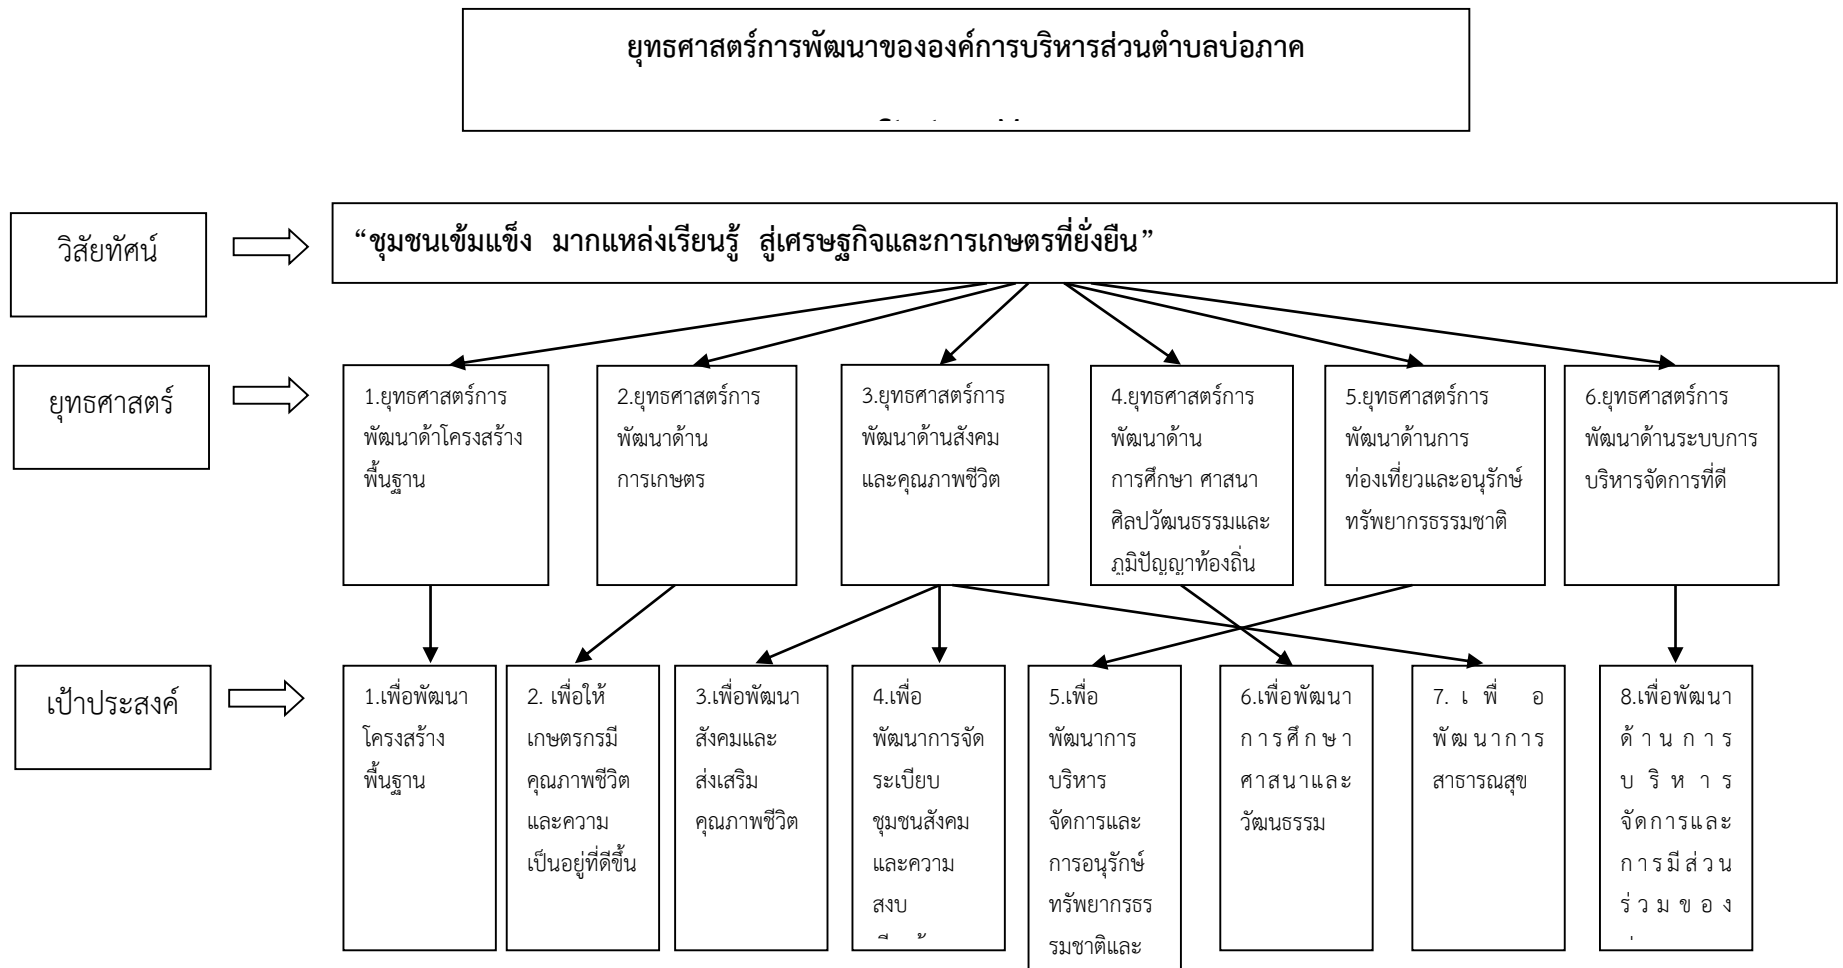 ยุทธศาสตร์การพัฒนาขององค์การบริหารส่วนตำบลบ่อภาค
วิสัยทัศน์
“ชุมชนเข้มแข็ง มากแหล่งเรียนรู้ สู่เศรษฐกิจและการเกษตรที่ยั่งยืน”
ยุทธศาสตร์
1.ยุทธศาสตร์การ
พัฒนาด้าโครงสร้าง
พื้นฐาน
2.ยุทธศาสตร์การ
พัฒนาด้าน
การเกษตร
3.ยุทธศาสตร์การ
พัฒนาด้านสังคม
และคุณภาพชีวิต
4.ยุทธศาสตร์การ
พัฒนาด้าน
การศึกษา ศาสนา
ศิลปวัฒนธรรมและ
ภูมิปัญญาท้องถิ่น
5.ยุทธศาสตร์การ
พัฒนาด้านการ
ท่องเที่ยวและอนุรักษ์
ทรัพยากรธรรมชาติ
6.ยุทธศาสตร์การ
พัฒนาด้านระบบการ
บริหารจัดการที่ดี
เป้าประสงค์
1.เพื่อพัฒนา
โครงสร้าง
พื้นฐาน
2. เพื่อให้
เกษตรกรมี
คุณภาพชีวิต
และความ
เป็นอยู่ที่ดีขึ้น
3.เพื่อพัฒนา
สังคมและ
ส่งเสริม
คุณภาพชีวิต
4.เพื่อ
พัฒนาการจัด
ระเบียบ
ชุมชนสังคม
และความ
สงบ
5.เพื่อ
พัฒนาการ
บริหาร
จัดการและ
การอนุรักษ์
ทรัพยากรธร
รมชาติและ
6.เพื่อพัฒนา
การศึกษา
ศาสนาและ
วัฒนธรรม
7. เพื่อ
พัฒนาการ
สาธารณสุข
8.เพื่อพัฒนา
ด้านการ
บริหาร
จัดการและ
การมีส่วน
ร่วมของ